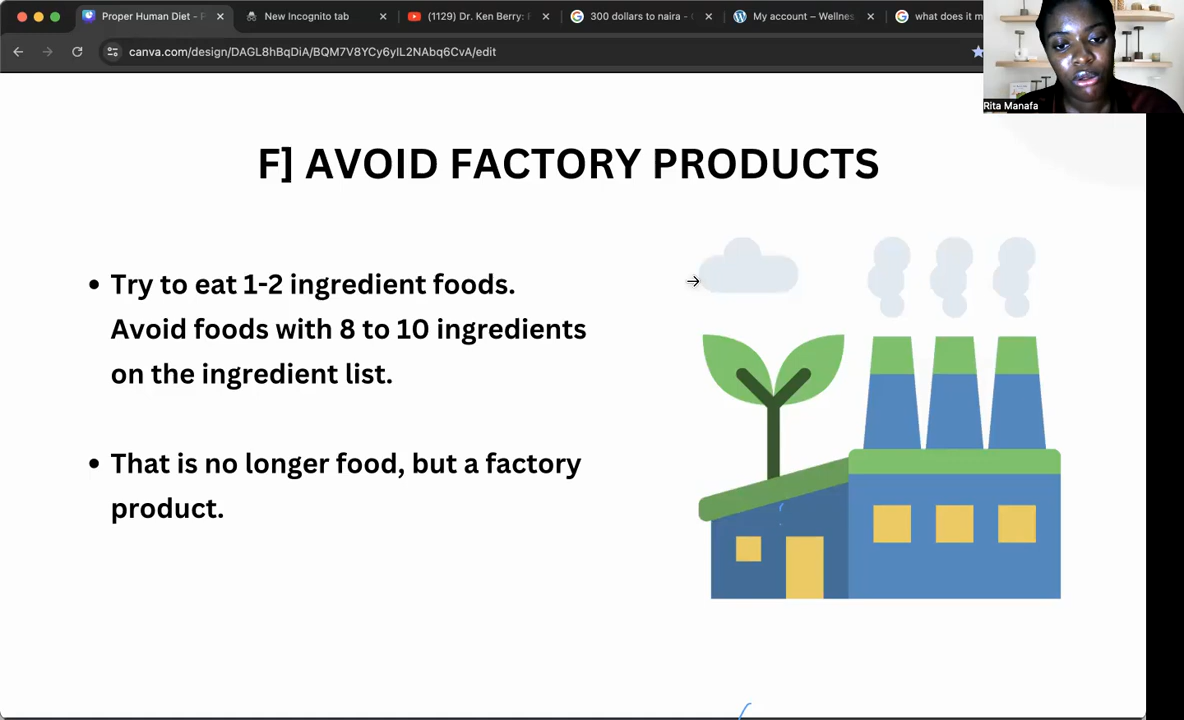 Proper Human Diet - P
New Incognito tab
(1129) Dr. Ken Berry:
300 dollars to naira -
My account – Wellnes
what does it m
canva.com/design/DAGL8hBqDiA/BQM7V8YCy6yIL2NAbq6CvA/edit
Rita Manafa
F] AVOID FACTORY PRODUCTS
• Try to eat 1-2 ingredient foods.
Avoid foods with 8 to 10 ingredients
on the ingredient list.
• That is no longer food, but a factory
product.